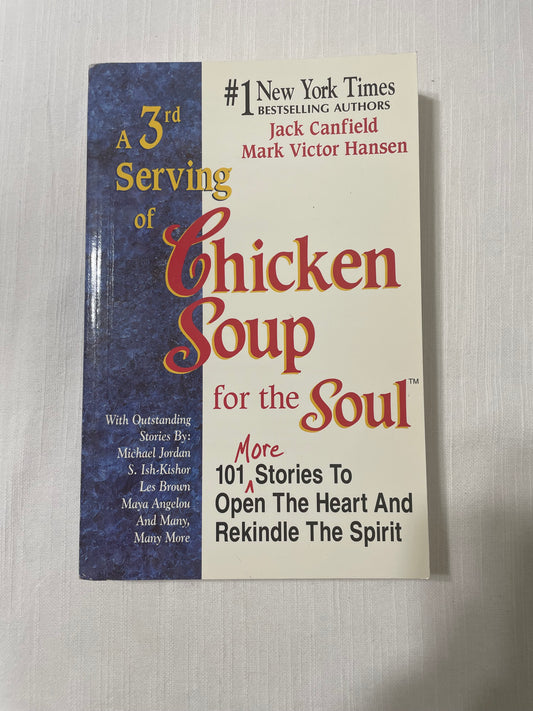 #1 New York Times
BESTSELLING AUTHORS
Jack Canfield
Mark Victor Hansen
A 3rd
Serving
of
Chicken
Soup
for the Soul™
With Outstanding
Stories By:
Michael Jordan
S. Ish-Kishor
Les Brown
Maya Angelou
And Many,
Many More
More
101 Stories To
Open The Heart And
Rekindle The Spirit